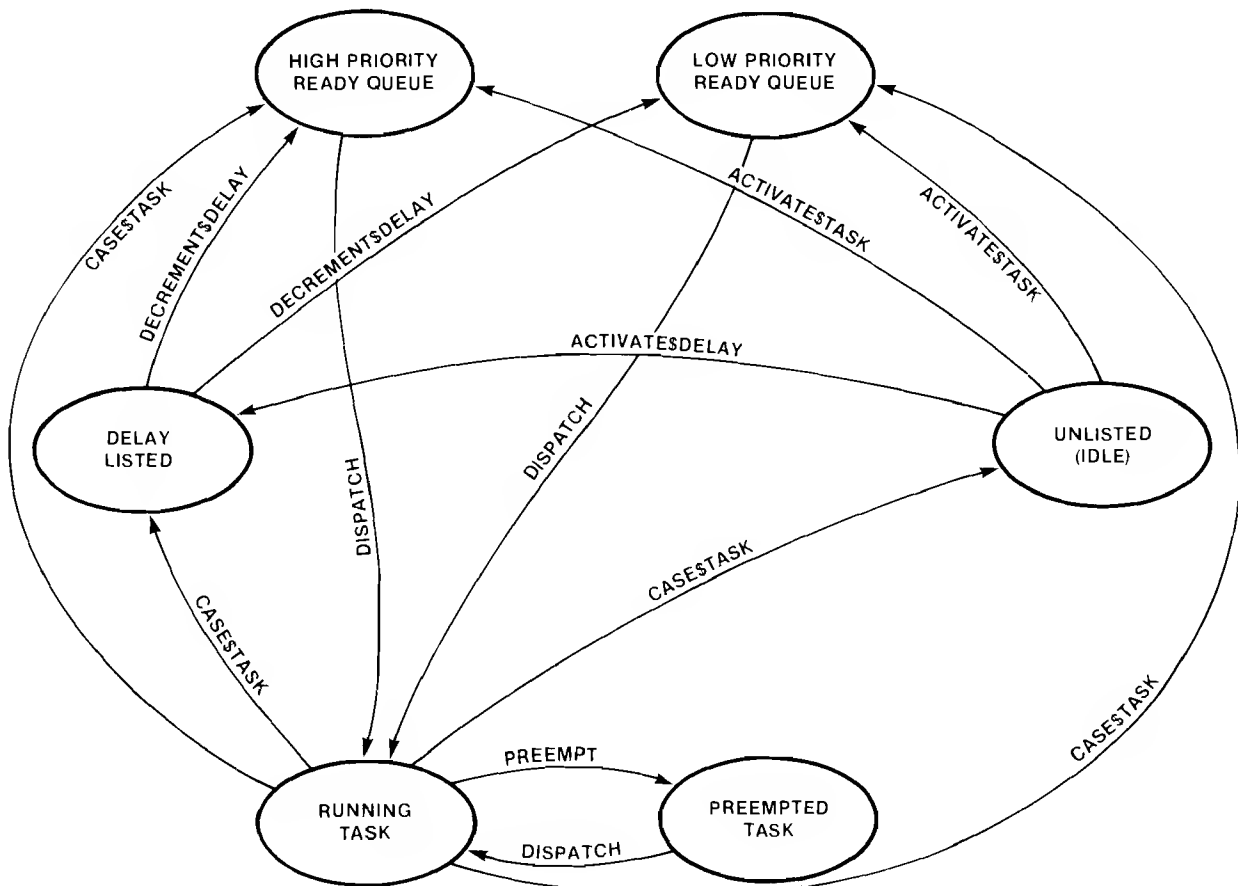 HIGH PRIORITY
READY QUEUE
LOW PRIORITY
READY QUEUE
CASE$TASK
DECREMENT$DELAY
DECREMENT$DELAY
ACTIVATE$TASK
ACTIVATE$TASK
ACTIVATE$DELAY
DELAY
LISTED
UNLISTED
(IDLE)
DISPATCH
DISPATCH
CASE$TASK
CASE$TASK
CASE$TASK
PREEMPT
RUNNING
TASK
PREEMPTED
TASK
DISPATCH